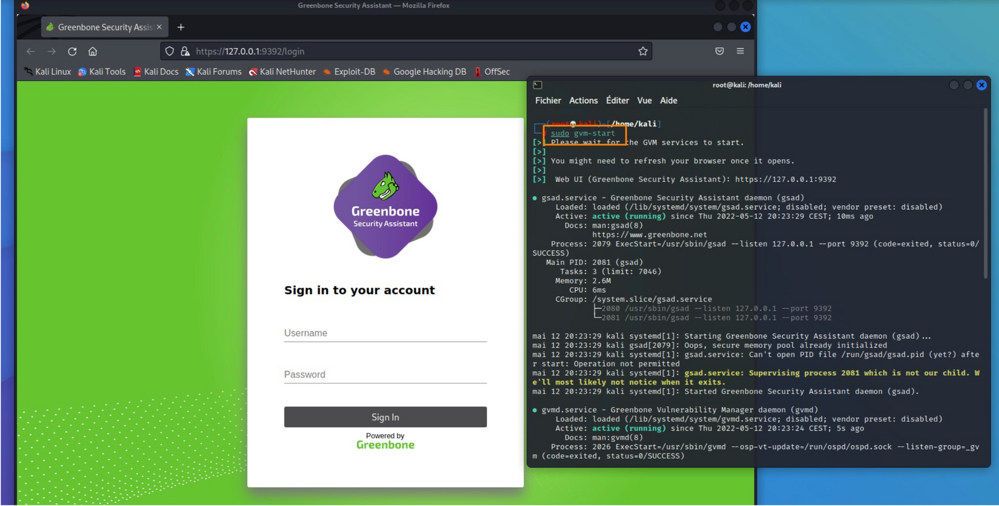 Greenbone Security Assistant — Mozilla Firefox
Greenbone Security Assis
https://127.0.0.1:9392/login
Kali Linux Kali Tools Kali Docs Kali Forums Kali NetHunter Exploit-DB Google Hacking DB OffSec
Greenbone
Security Assistant
Sign in to your account
Username
Password
Sign In
Powered by
Greenbone
root@kali: /home/kali
Fichier Actions Éditer Vue Aide
(root💀kali)-[/home/kali]
# sudo gvm-start
[>] Please wait for the GVM services to start.
[>]
[>] You might need to refresh your browser once it opens.
[>]
[>]  Web UI (Greenbone Security Assistant): https://127.0.0.1:9392
● gsad.service - Greenbone Security Assistant daemon (gsad)
Loaded: loaded (/lib/systemd/system/gsad.service; disabled; vendor preset: disabled)
Active: active (running) since Thu 2022-05-12 20:23:29 CEST; 10ms ago
Docs: man:gsad(8)
https://www.greenbone.net
Process: 2079 ExecStart=/usr/sbin/gsad --listen 127.0.0.1 --port 9392 (code=exited, status=0/
SUCCESS)
Main PID: 2081 (gsad)
Tasks: 3 (limit: 7046)
Memory: 2.6M
CPU: 6ms
CGroup: /system.slice/gsad.service
├─2080 /usr/sbin/gsad --listen 127.0.0.1 --port 9392
└─2081 /usr/sbin/gsad --listen 127.0.0.1 --port 9392
mai 12 20:23:29 kali systemd[1]: Starting Greenbone Security Assistant daemon (gsad)...
mai 12 20:23:29 kali gsad[2079]: Oops, secure memory pool already initialized
mai 12 20:23:29 kali systemd[1]: gsad.service: Can't open PID file /run/gsad/gsad.pid (yet?) afte
r start: Operation not permitted
mai 12 20:23:29 kali systemd[1]: gsad.service: Supervising process 2081 which is not our child. W
e'll most likely not notice when it exits.
mai 12 20:23:29 kali systemd[1]: Started Greenbone Security Assistant daemon (gsad).
● gvmd.service - Greenbone Vulnerability Manager daemon (gvmd)
Loaded: loaded (/lib/systemd/system/gvmd.service; disabled; vendor preset: disabled)
Active: active (running) since Thu 2022-05-12 20:23:24 CEST; 5s ago
Docs: man:gvmd(8)
Process: 2026 ExecStart=/usr/sbin/gvmd --osp-vt-update=/run/ospd/ospd.sock --listen-group=_gv
m (code=exited, status=0/SUCCESS)